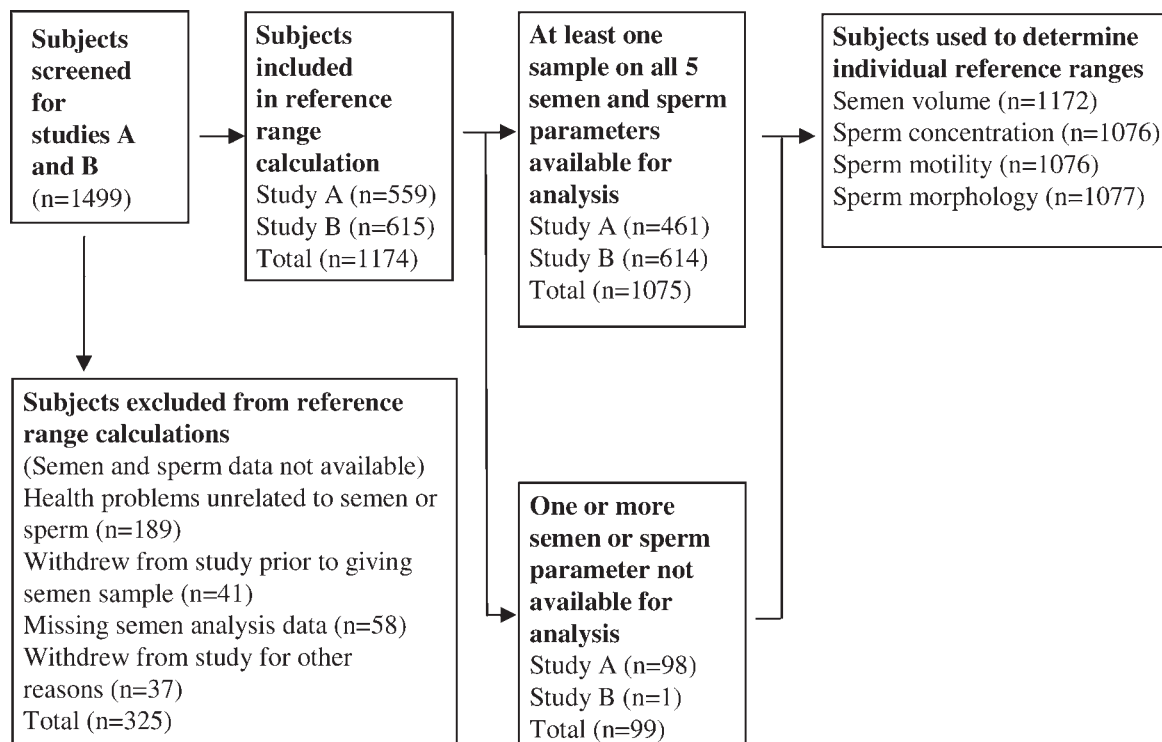 Subjects
screened
for
studies A
and B
(n=1499)
Subjects
included
in reference
range
calculation
Study A (n=559)
Study B (n=615)
Total (n=1174)
At least one
sample on all 5
semen and sperm
parameters
available for
analysis
Study A (n=461)
Study B (n=614)
Total (n=1075)
Subjects used to determine
individual reference ranges
Semen volume (n=1172)
Sperm concentration (n=1076)
Sperm motility (n=1076)
Sperm morphology (n=1077)
Subjects excluded from reference
range calculations
(Semen and sperm data not available)
Health problems unrelated to semen or
sperm (n=189)
Withdrew from study prior to giving
semen sample (n=41)
Missing semen analysis data (n=58)
Withdrew from study for other
reasons (n=37)
Total (n=325)
One or more
semen or sperm
parameter not
available for
analysis
Study A (n=98)
Study B (n=1)
Total (n=99)